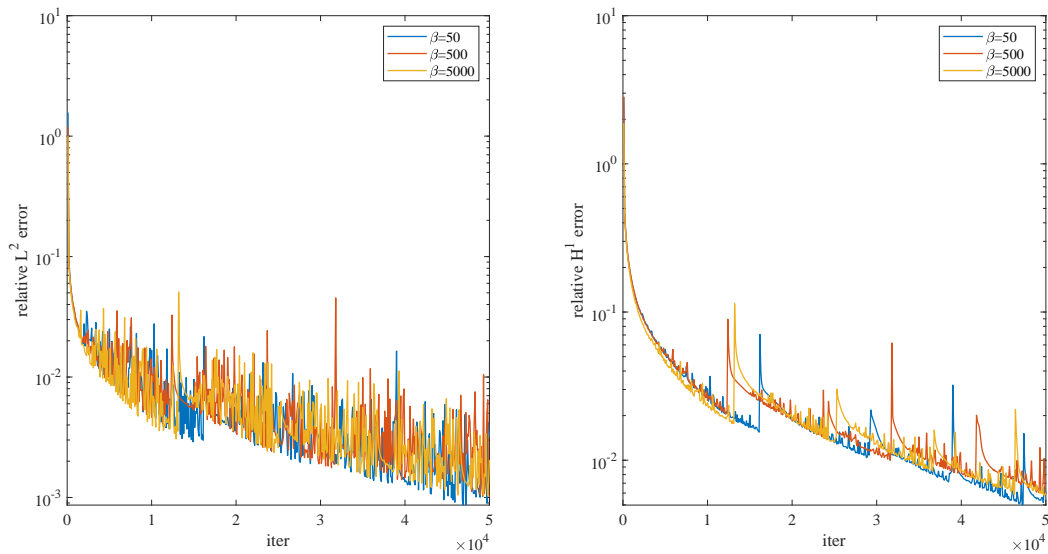 10^1
10^0
10^-1
10^-2
10^-3
relative L^2 error
0 1 2 3 4 5
×10^4
iter
β=50
β=500
β=5000
10^1
10^0
10^-1
10^-2
relative H^1 error
0 1 2 3 4 5
×10^4
iter
β=50
β=500
β=5000